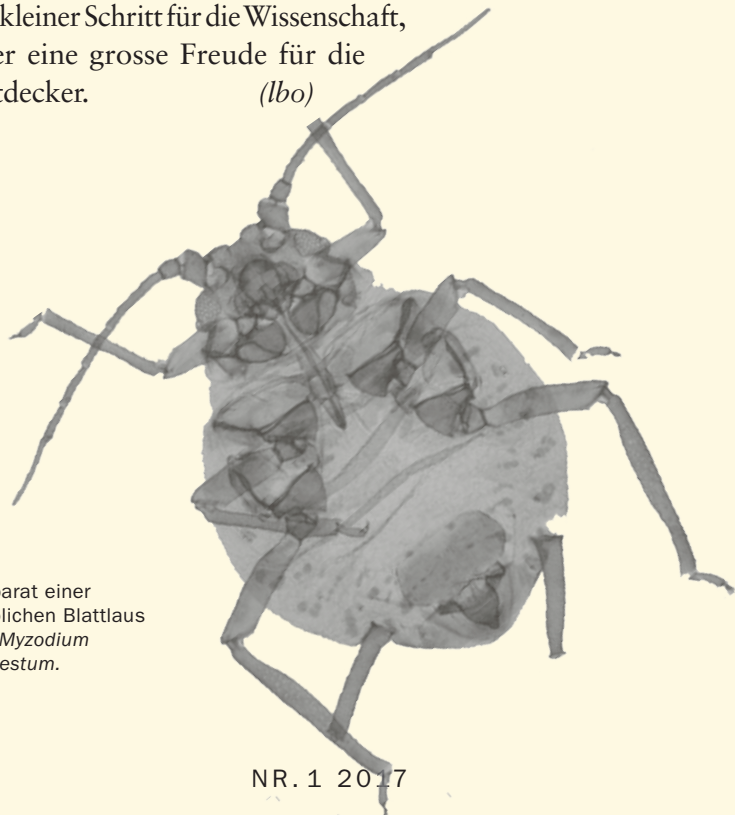 kleiner Schritt für die Wissenschaft,
er eine grosse Freude für die
tdecker. (lbo)
parat einer
lichen Blattlaus
Myzodium
estum.
NR. 1 2017